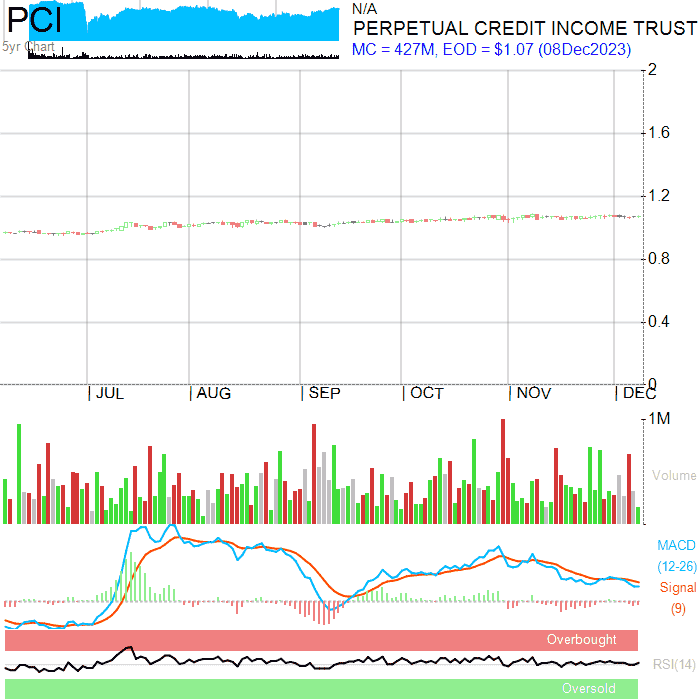 PCI
5yr Chart
N/A
PERPETUAL CREDIT INCOME TRUST
MC = 427M, EOD = $1.07 (08Dec2023)
2
1.6
1.2
0.8
0.4
0
| JUL | AUG | SEP | OCT | NOV | DEC
1M
Volume
MACD
(12-26)
Signal
(9)
Overbought
RSI(14)
Oversold